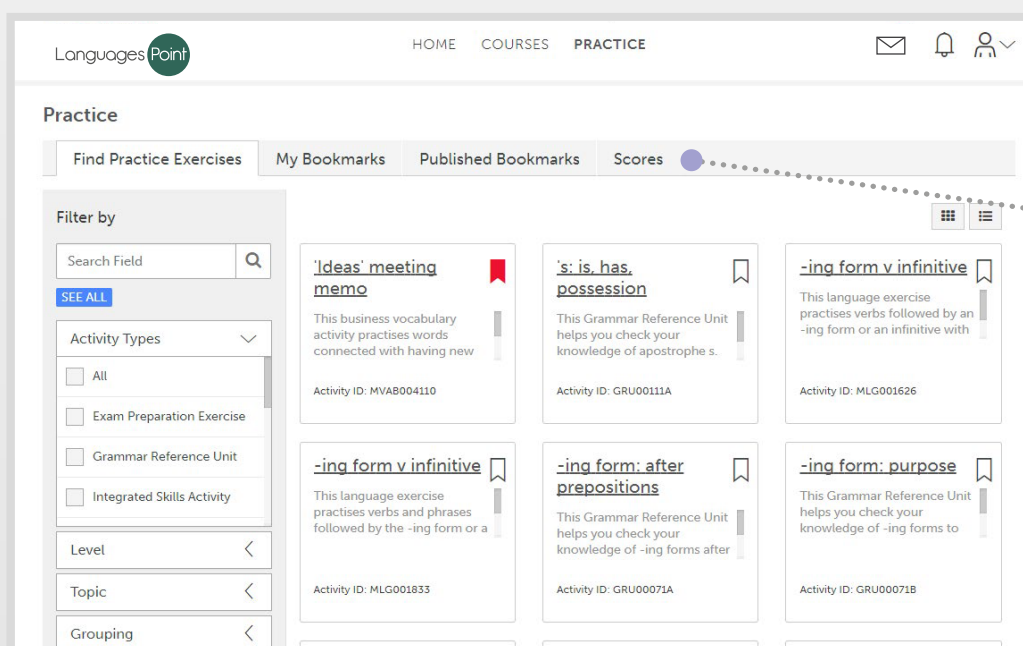 Languages Point
HOME COURSES PRACTICE
Practice
Find Practice Exercises My Bookmarks Published Bookmarks Scores
Filter by
Search Field
SEE ALL
Activity Types
All
Exam Preparation Exercise
Grammar Reference Unit
Integrated Skills Activity
Level
Topic
Grouping
'Ideas' meeting
memo
This business vocabulary
activity practises words
connected with having new
Activity ID: MVAB004110
's: is, has,
possession
This Grammar Reference Unit
helps you check your
knowledge of apostrophe s.
Activity ID: GRU00111A
-ing form v infinitive
This language exercise
practises verbs followed by an
-ing form or an infinitive with
Activity ID: MLG001626
-ing form v infinitive
This language exercise
practises verbs and phrases
followed by the -ing form or a
Activity ID: MLG001833
-ing form: after
prepositions
This Grammar Reference Unit
helps you check your
knowledge of -ing forms after
Activity ID: GRU00071A
-ing form: purpose
This Grammar Reference Unit
helps you check your
knowledge of -ing forms to
Activity ID: GRU00071B